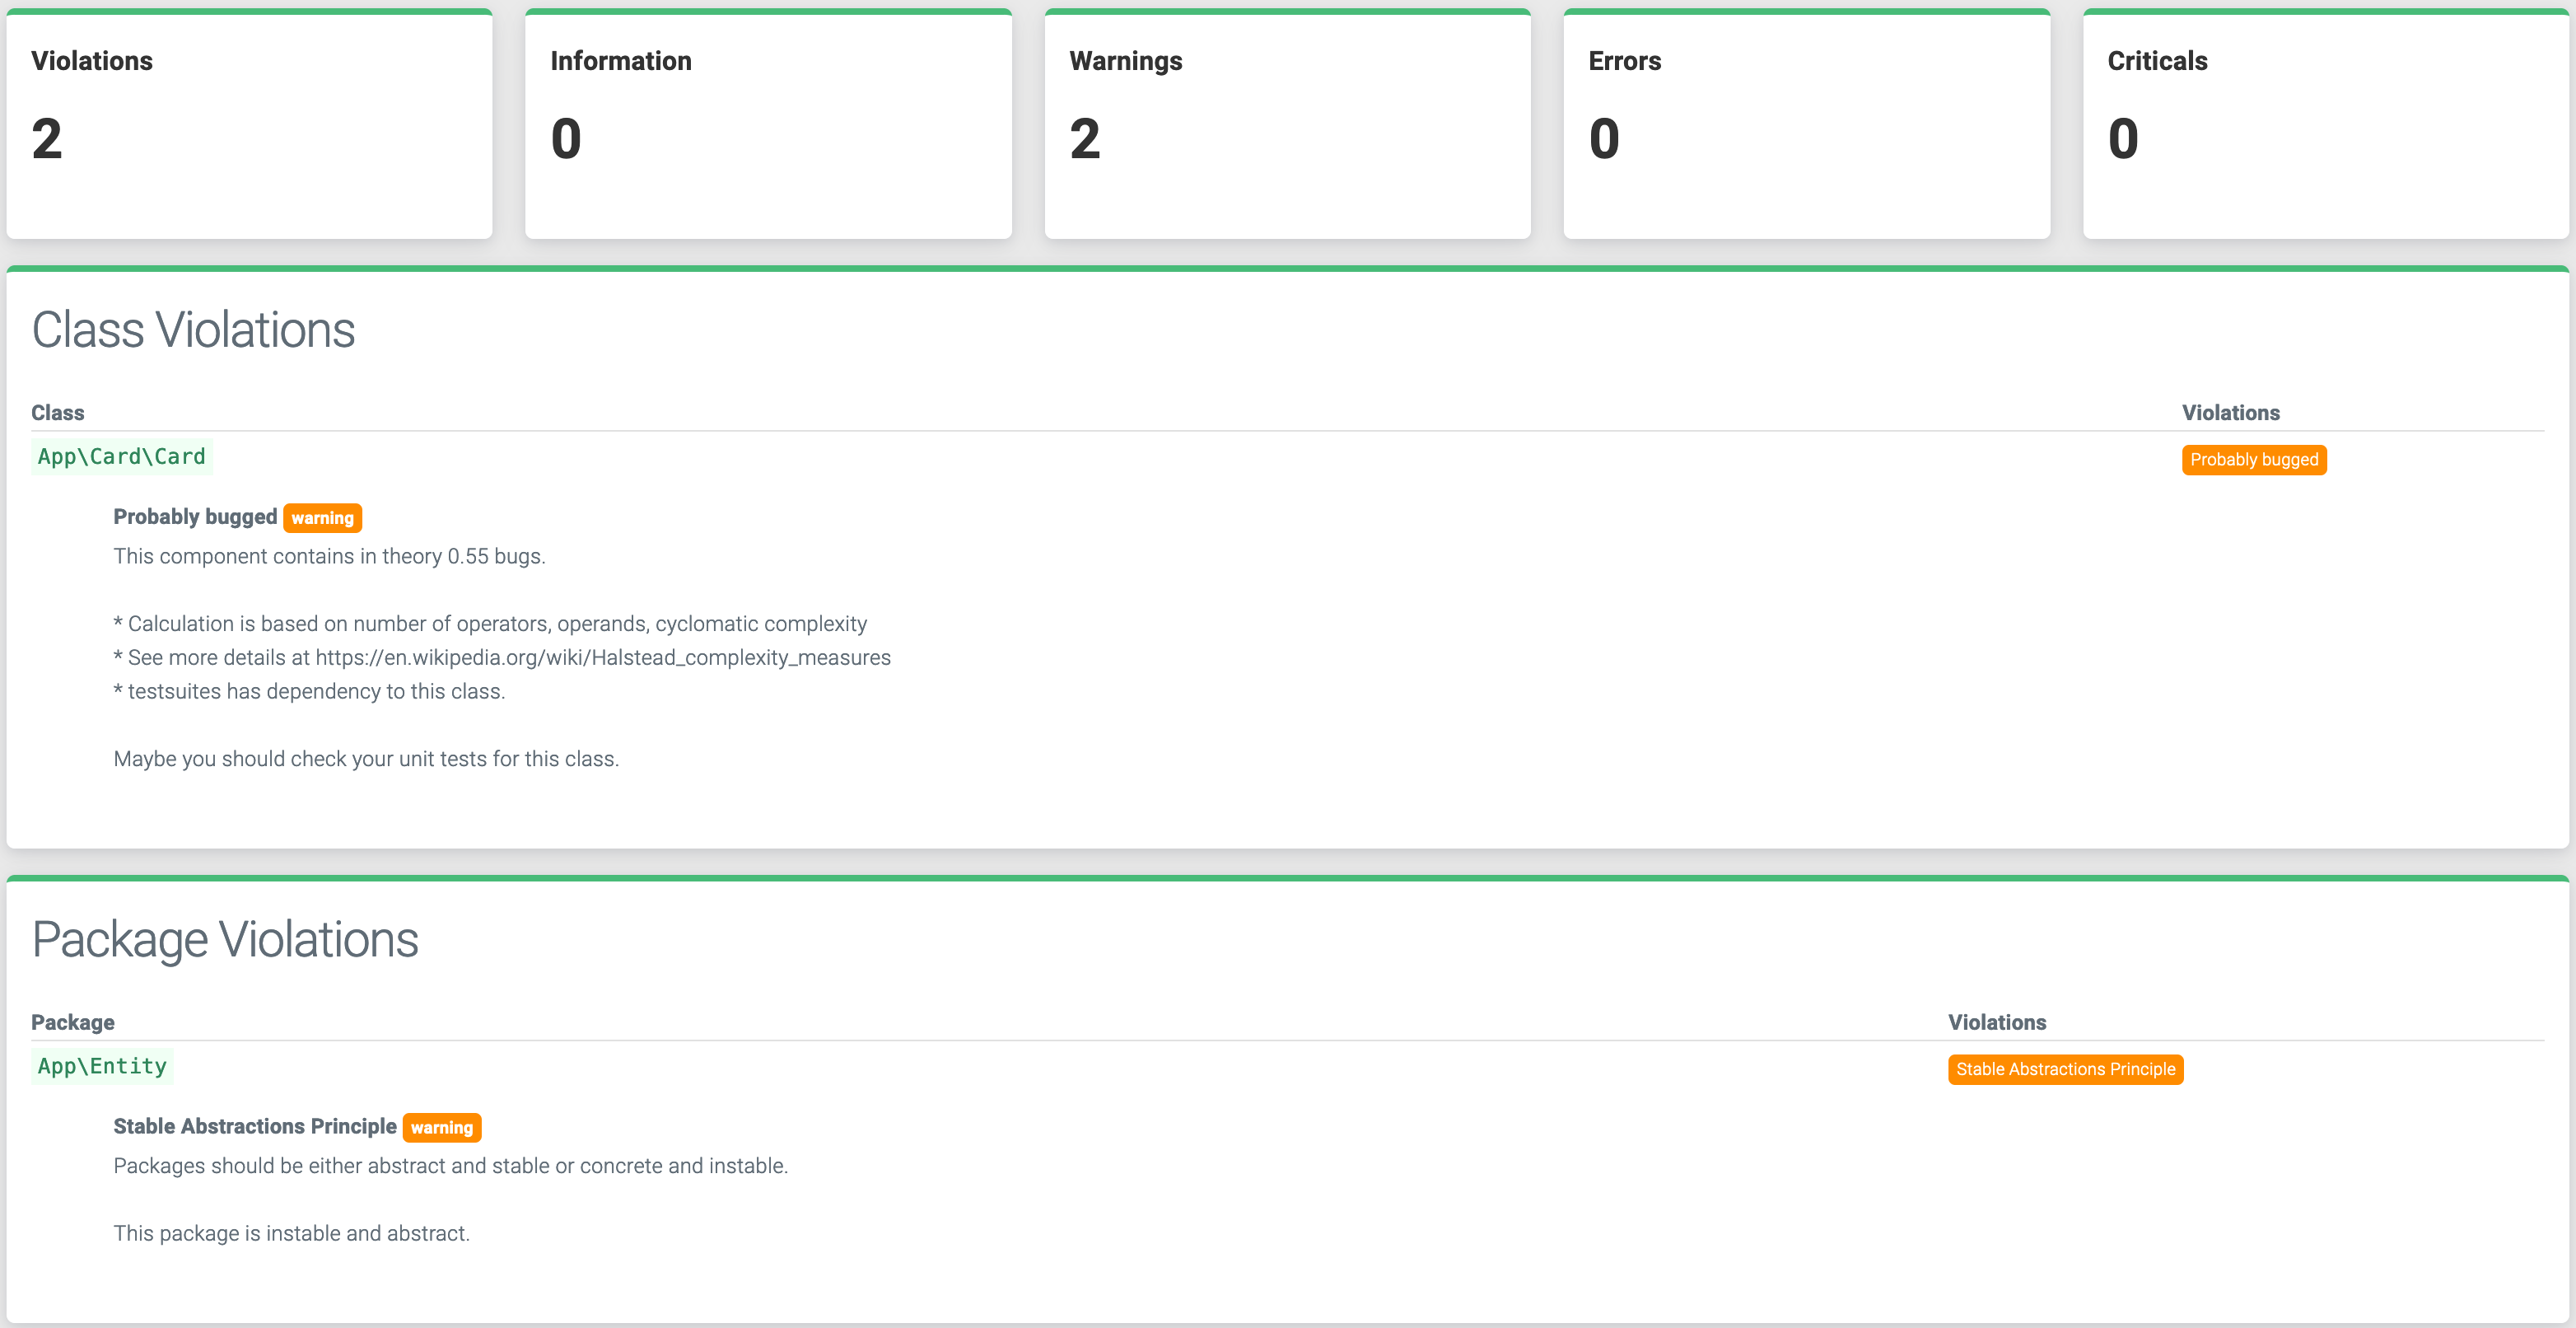 Violations
2
Information
0
Warnings
2
Errors
0
Criticals
0
Class Violations
Class Violations
App\Card\Card Probably bugged
Probably bugged warning
This component contains in theory 0.55 bugs.
* Calculation is based on number of operators, operands, cyclomatic complexity
* See more details at https://en.wikipedia.org/wiki/Halstead_complexity_measures
* testsuites has dependency to this class.
Maybe you should check your unit tests for this class.
Package Violations
Package Violations
App\Entity Stable Abstractions Principle
Stable Abstractions Principle warning
Packages should be either abstract and stable or concrete and instable.
This package is instable and abstract.